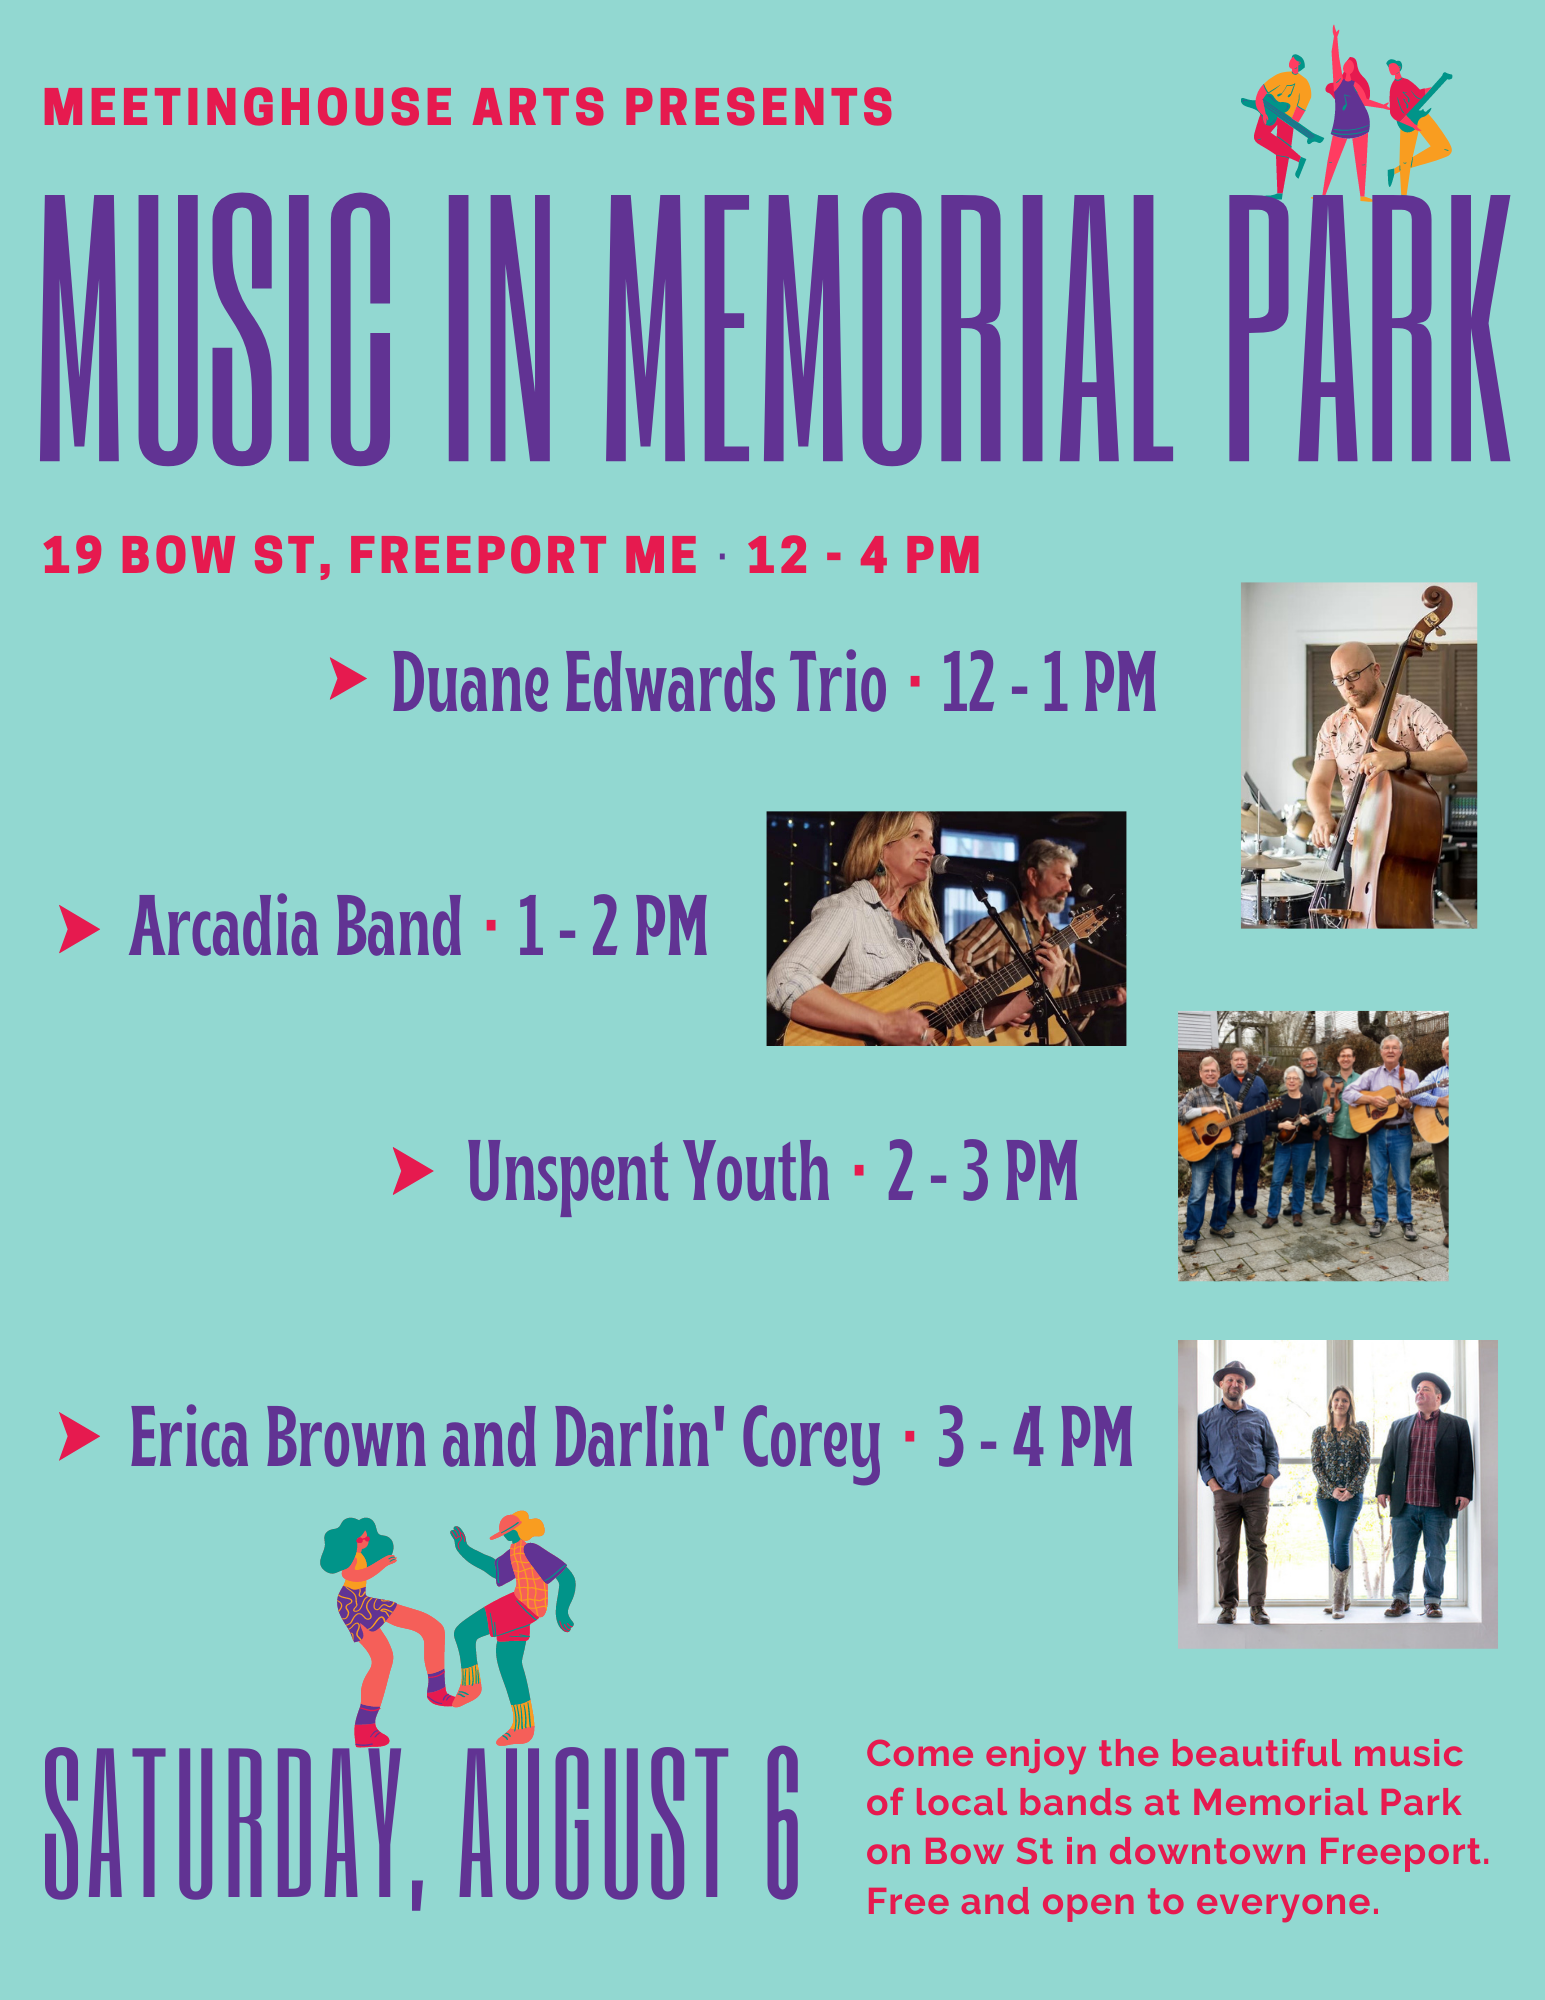 MEETINGHOUSE ARTS PRESENTS
MUSIC IN MEMORIAL PARK
19 BOW ST, FREEPORT ME · 12 - 4 PM
Duane Edwards Trio · 12 - 1 PM
Arcadia Band · 1 - 2 PM
Unspent Youth · 2 - 3 PM
Erica Brown and Darlin' Corey · 3 - 4 PM
SATURDAY, AUGUST 6
Come enjoy the beautiful music
of local bands at Memorial Park
on Bow St in downtown Freeport.
Free and open to everyone.